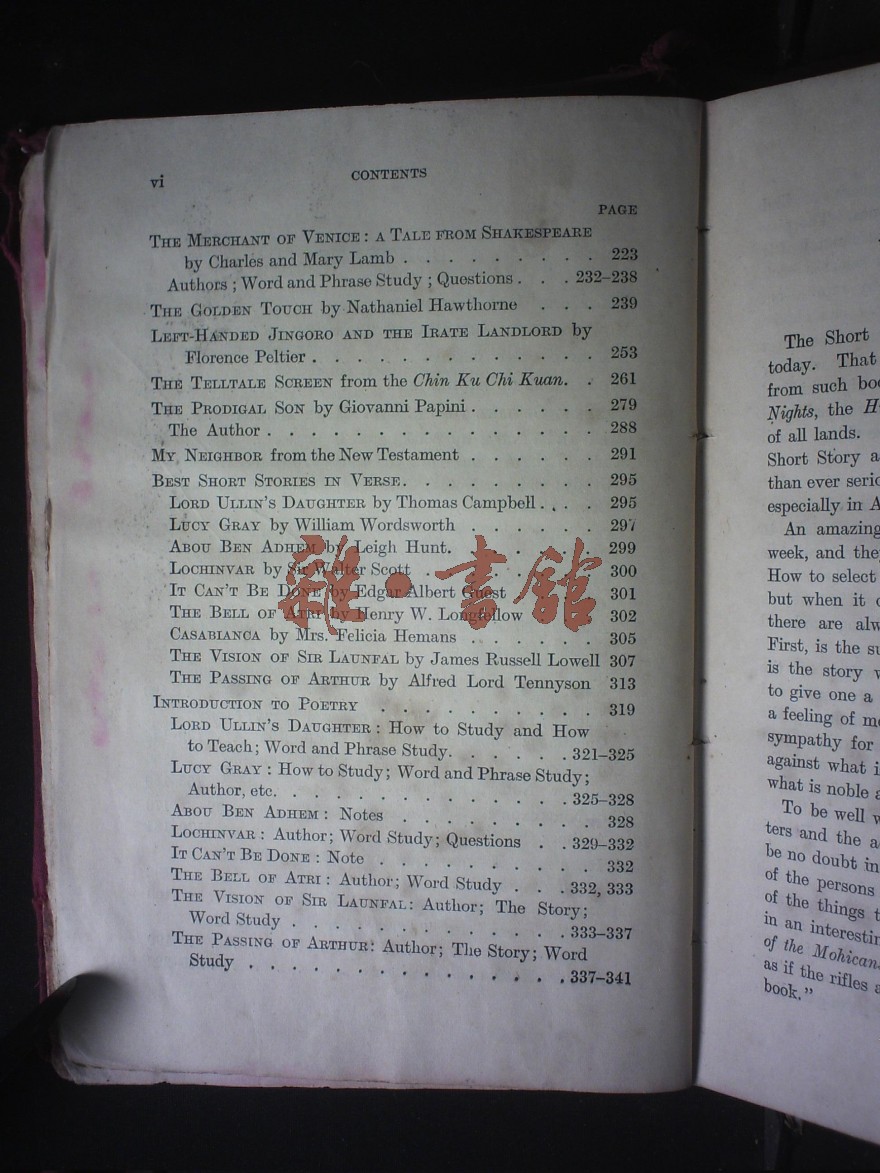 vi CONTENTS
PAGE
THE MERCHANT OF VENICE : A TALE FROM SHAKESPEARE
by Charles and Mary Lamb . . . . . . . . . 223
Authors ; Word and Phrase Study ; Questions . . . 232–238
THE GOLDEN TOUCH by Nathaniel Hawthorne . . . 239
LEFT-HANDED JINGORO AND THE IRATE LANDLORD by
Florence Peltier . . . . . . . . . . . . . 253
THE TELLTALE SCREEN from the Chin Ku Chi Kuan. . 261
THE PRODIGAL SON by Giovanni Papini . . . . . . 279
The Author . . . . . . . . . . . . . . . 288
MY NEIGHBOR from the New Testament . . . . . . 291
BEST SHORT STORIES IN VERSE . . . . . . . . . 295
LORD ULLIN'S DAUGHTER by Thomas Campbell . . . . 295
LUCY GRAY by William Wordsworth . . . . . . 297
ABOU BEN ADHEM by Leigh Hunt. . . . . . . 299
LOCHINVAR by Sir Walter Scott . . . . . . . . 300
IT CAN'T BE DONE by Edgar Albert Guest . . . . 301
THE BELL OF ATRI by Henry W. Longfellow . . . 302
CASABIANCA by Mrs. Felicia Hemans . . . . . . 305
THE VISION OF SIR LAUNFAL by James Russell Lowell 307
THE PASSING OF ARTHUR by Alfred Lord Tennyson 313
INTRODUCTION TO POETRY . . . . . . . . . . 319
LORD ULLIN'S DAUGHTER : How to Study and How
to Teach; Word and Phrase Study. . . . . . . 321–325
LUCY GRAY : How to Study; Word and Phrase Study;
Author, etc. . . . . . . . . . . . . . . 325–328
ABOU BEN ADHEM : Notes . . . . . . . . . 328
LOCHINVAR : Author; Word Study; Questions . . 329–332
IT CAN'T BE DONE : Note . . . . . . . . . . 332
THE BELL OF ATRI : Author; Word Study . . . 332, 333
THE VISION OF SIR LAUNFAL: Author; The Story;
Word Study . . . . . . . . . . . . . . 333–337
THE PASSING OF ARTHUR: Author; The Story; Word
Study . . . . . . . . . . . . . . . . 337–341
雜·書館
The Short
today. That
from such
Nights, the
of all lands.
Short Story
than ever
especially in
An amazing
week, and
How to select
but when it
there are
First, is the
is the story
to give one a
a feeling of
sympathy for
against what
what is noble
To be well
ters and the
be no doubt in
of the persons
of the things
in an
of the Mohicans
as if the rifles
book."